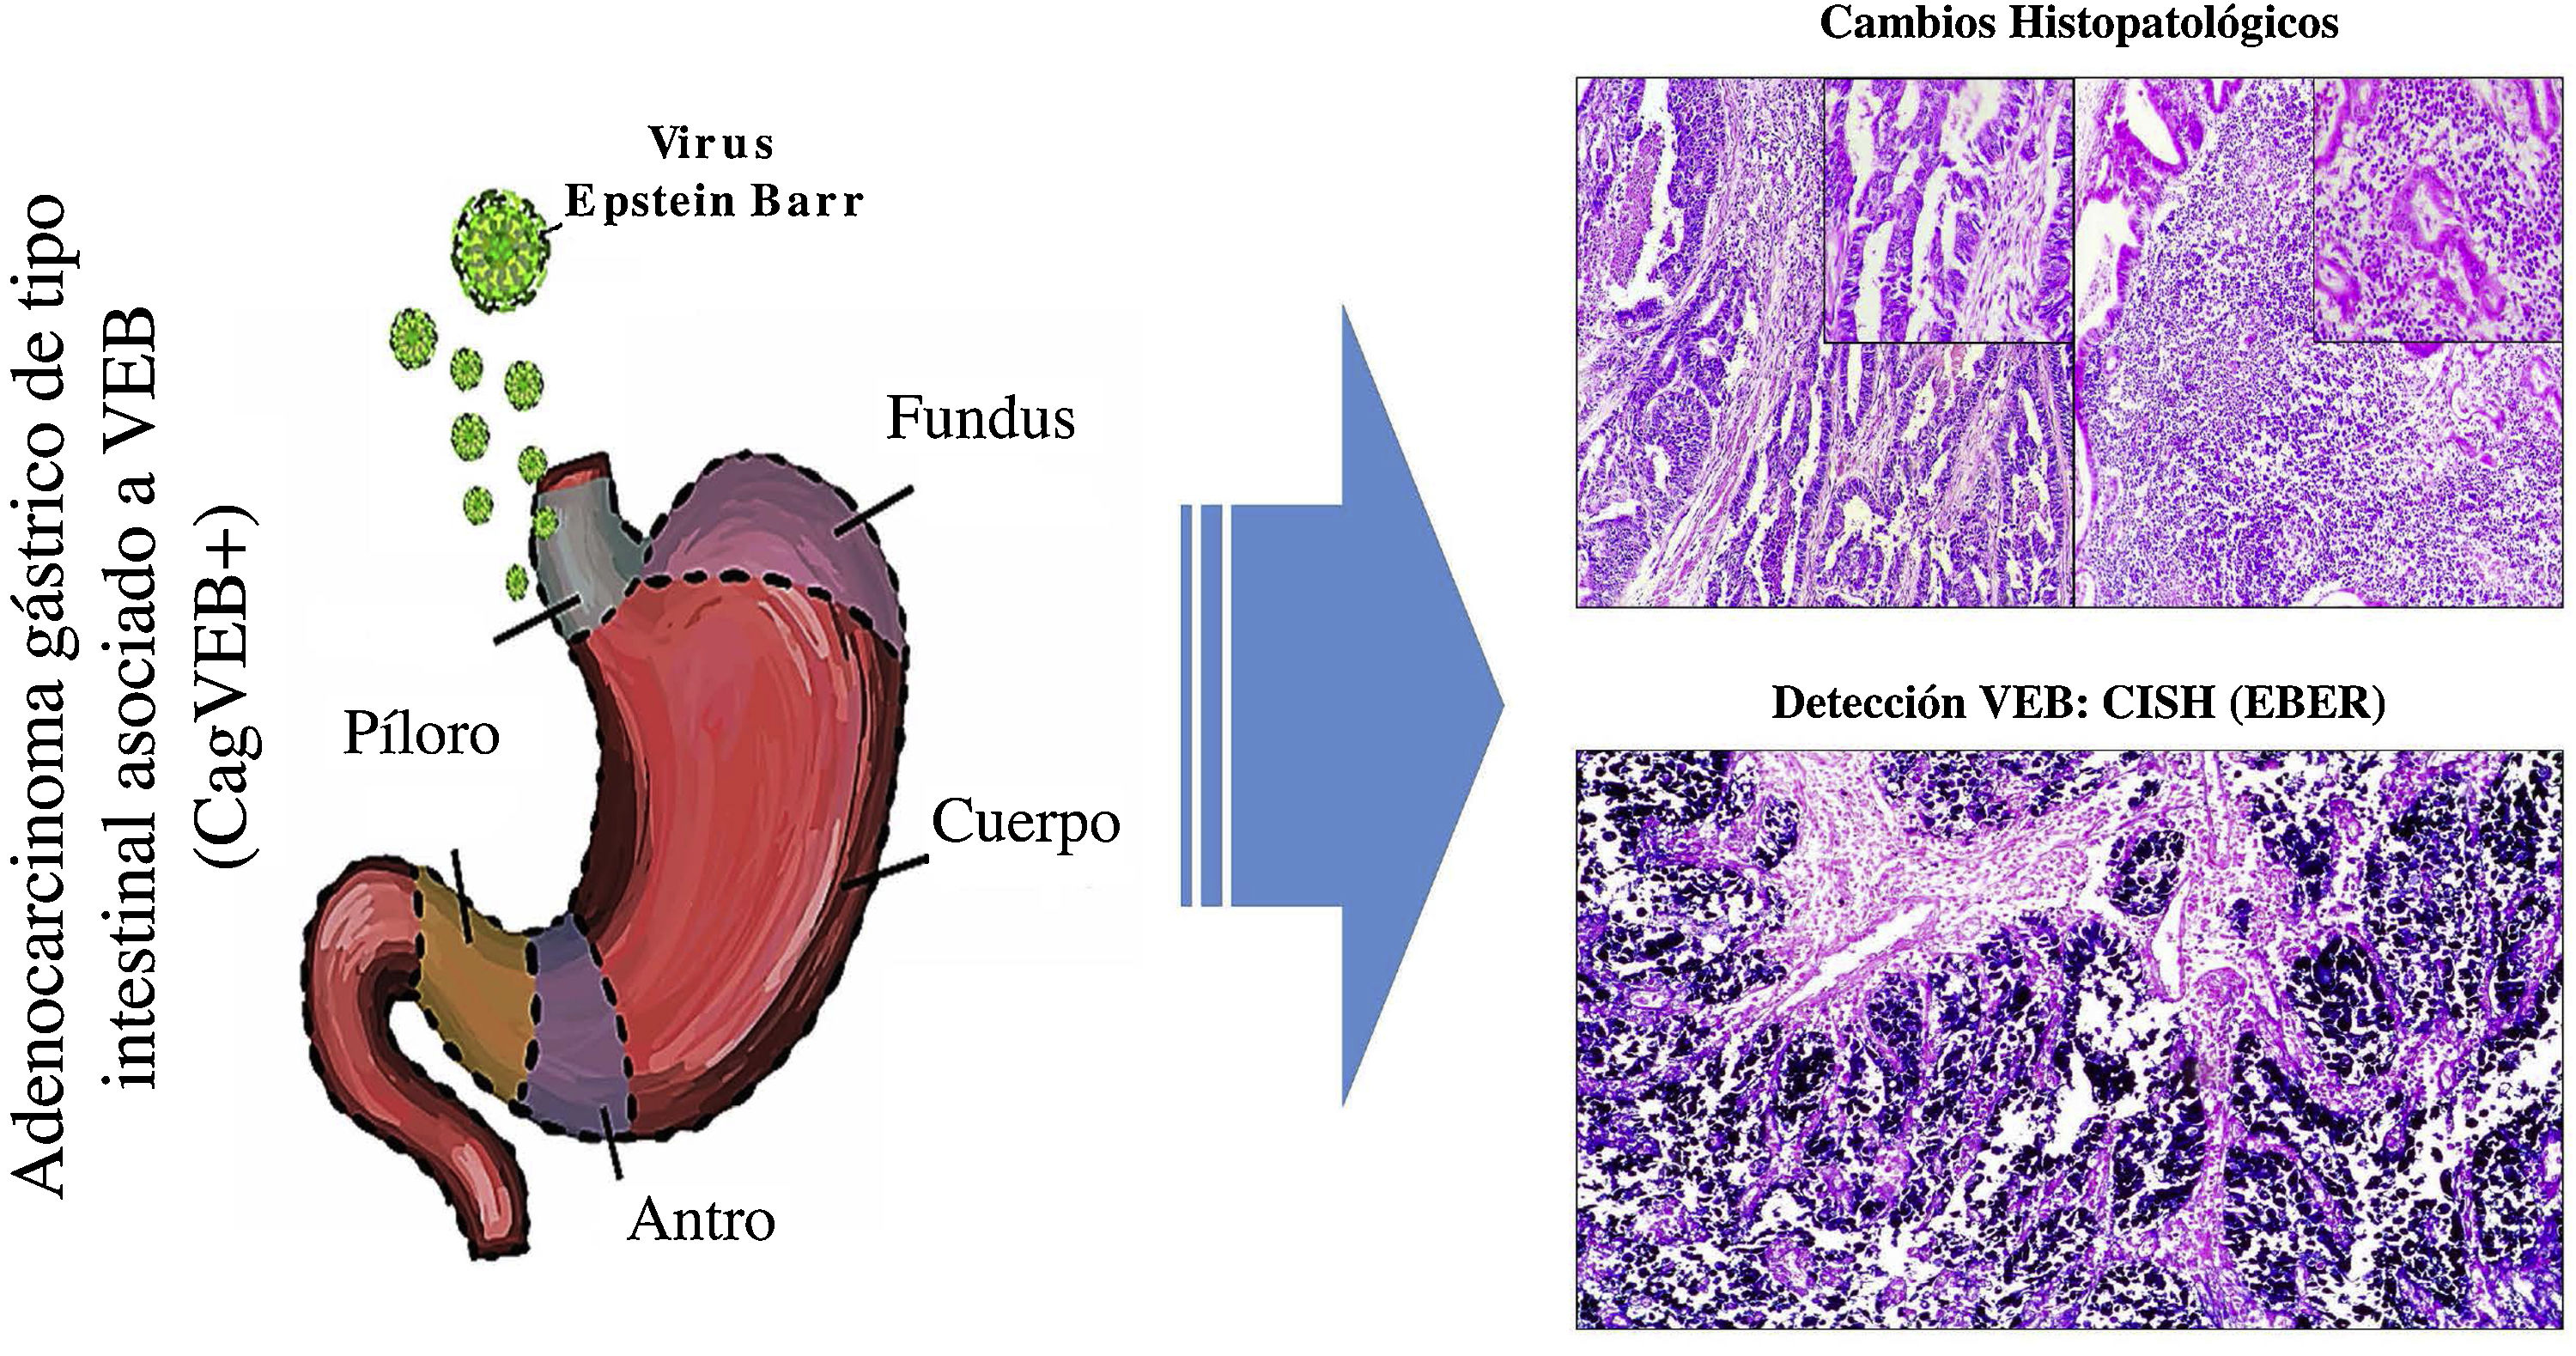 Adenocarcinoma gástrico de tipo
intestinal asociado a VEB
(CagVEB+)
Virus
Epstein Barr
Fundus
Píloro
Cuerpo
Antro
Cambios Histopatológicos
Detección VEB: CISH (EBER)